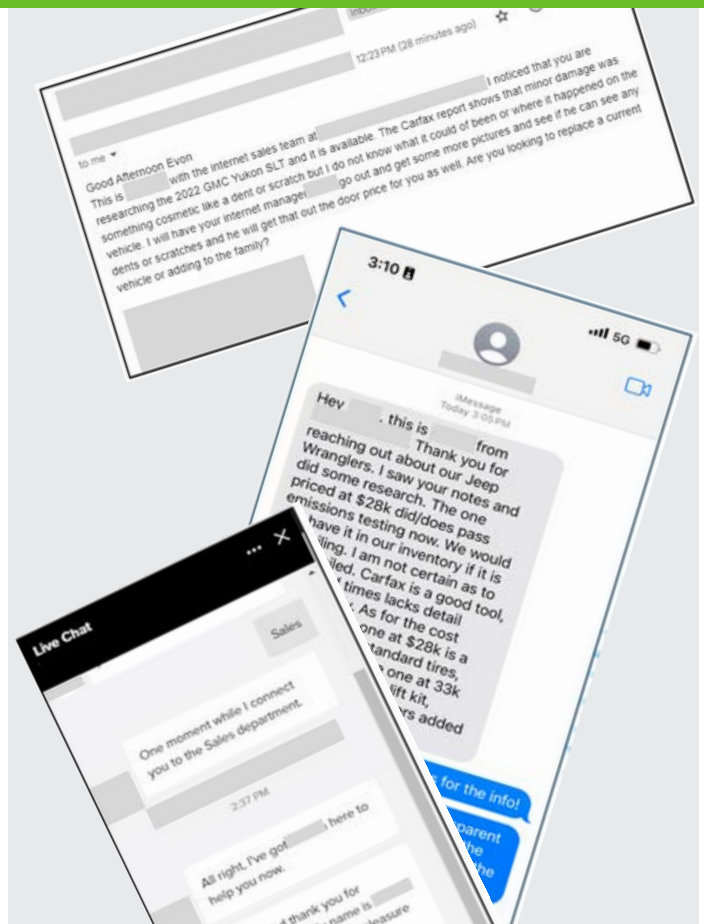 Inbox
12:23 PM (28 minutes ago)
to me
Good Afternoon Evon
This is with the internet sales team at I noticed that you are
researching the 2022 GMC Yukon SLT and it is available. The Carfax report shows that minor damage was
something cosmetic like a dent or scratch but I do not know what it could of been or where it happened on the
vehicle. I will have your internet manager go out and get some more pictures and see if he can see any
dents or scratches and he will get that out the door price for you as well. Are you looking to replace a current
vehicle or adding to the family?
3:10
5G
iMessage
Today 3:05 PM
Hey , this is from
. Thank you for
reaching out about our Jeep
Wranglers. I saw your notes and
did some research. The one
priced at $28k did/does pass
emissions testing now. We would
have it in our inventory if it is
iling. I am not certain as to
iled. Carfax is a good tool,
times lacks detail
. As for the cost
one at $28k is a
tandard tires,
one at 33k
lift kit,
rs added
s for the info!
parent
the
the
Live Chat
Sales
One moment while I connect
you to the Sales department.
2:37 PM
All right, I've got here to
help you now.
d thank you for
name is
pleasure